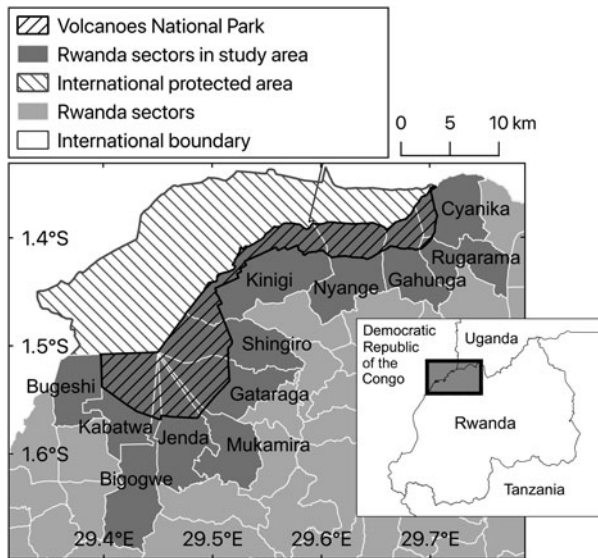 Volcanoes National Park
Rwanda sectors in study area
International protected area
Rwanda sectors
International boundary
0 5 10 km
Cyanika
1.4°S
Rugarama
Kinigi
Gahunga
Nyange
1.5°S
Shingiro
Bugeshi
Gataraga
Kabatwa
Jenda
Mukamira
1.6°S
Bigogwe
29.4°E 29.5°E 29.6°E 29.7°E
Democratic
Republic
of the
Congo
Uganda
Rwanda
Tanzania